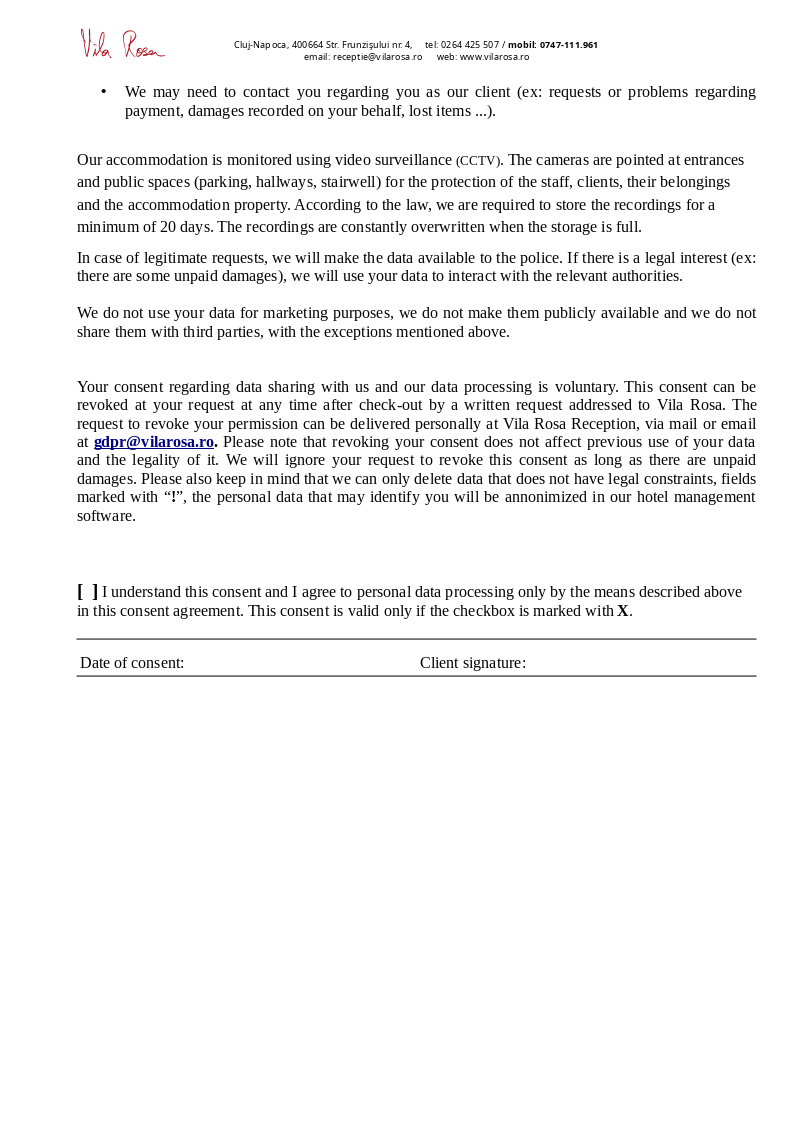 Vila Rosa
Cluj-Napoca, 400664 Str. Frunzişului nr. 4, tel: 0264 425 507 / mobil: 0747-111.961
email: receptie@vilarosa.ro web: www.vilarosa.ro
• We may need to contact you regarding you as our client (ex: requests or problems regarding
payment, damages recorded on your behalf, lost items ...).
Our accommodation is monitored using video surveillance (CCTV). The cameras are pointed at entrances
and public spaces (parking, hallways, stairwell) for the protection of the staff, clients, their belongings
and the accommodation property. According to the law, we are required to store the recordings for a
minimum of 20 days. The recordings are constantly overwritten when the storage is full.
In case of legitimate requests, we will make the data available to the police. If there is a legal interest (ex:
there are some unpaid damages), we will use your data to interact with the relevant authorities.
We do not use your data for marketing purposes, we do not make them publicly available and we do not
share them with third parties, with the exceptions mentioned above.
Your consent regarding data sharing with us and our data processing is voluntary. This consent can be
revoked at your request at any time after check-out by a written request addressed to Vila Rosa. The
request to revoke your permission can be delivered personally at Vila Rosa Reception, via mail or email
at gdpr@vilarosa.ro. Please note that revoking your consent does not affect previous use of your data
and the legality of it. We will ignore your request to revoke this consent as long as there are unpaid
damages. Please also keep in mind that we can only delete data that does not have legal constraints, fields
marked with “!”, the personal data that may identify you will be annonimized in our hotel management
software.
[ ] I understand this consent and I agree to personal data processing only by the means described above
in this consent agreement. This consent is valid only if the checkbox is marked with X.
Date of consent: Client signature: